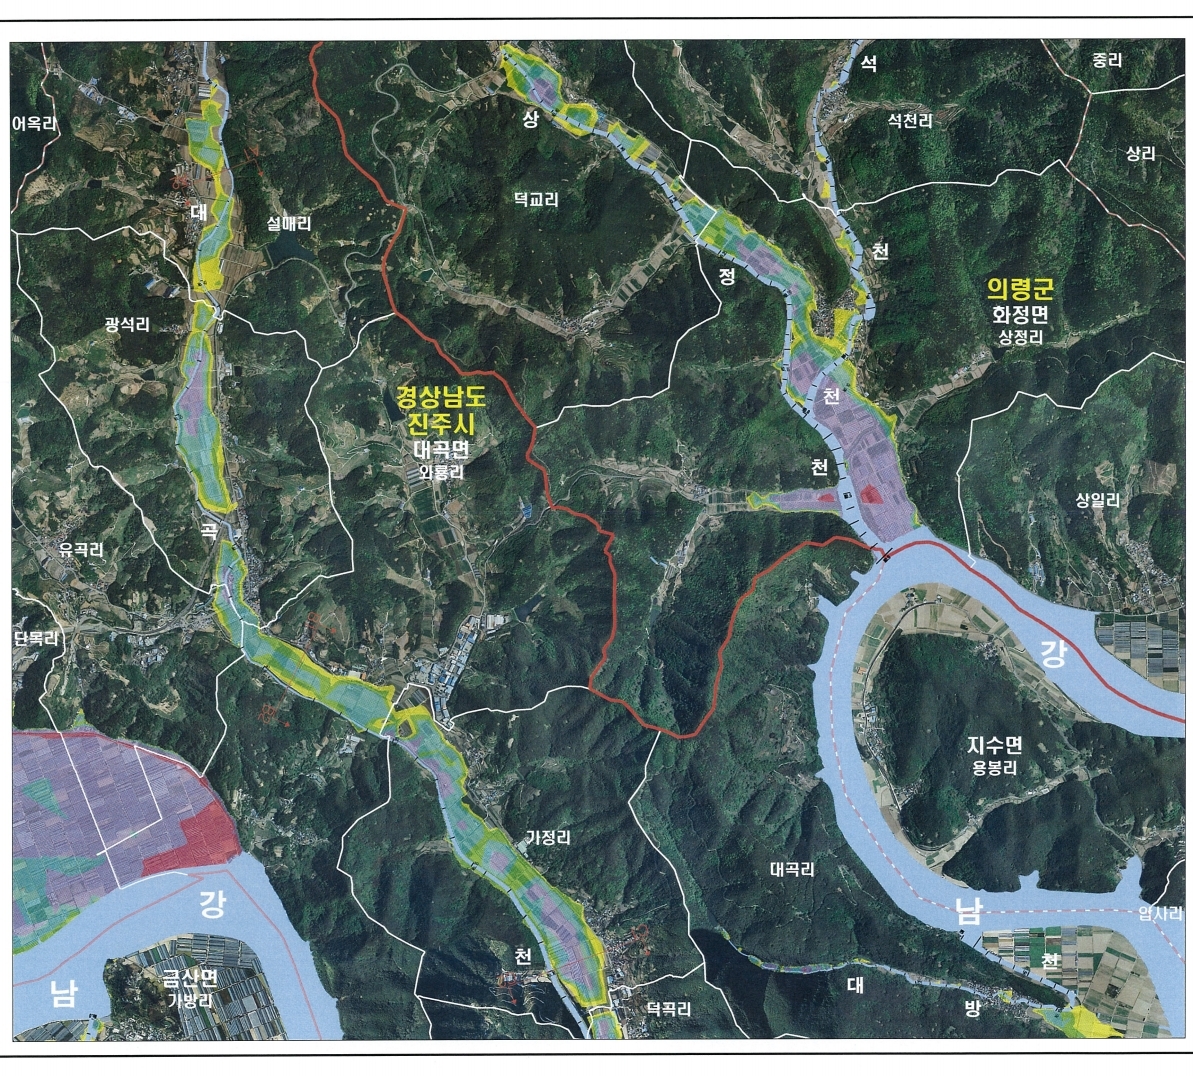 석
중리
상
석천리
어옥리
상리
덕교리
대
설매리
천
정
의령군
화정면
상정리
광석리
경상남도
진주시
대곡면
와룡리
천
천
상일리
곡
유곡리
단목리
강
지수면
용봉리
가정리
대곡리
강
남
압사리
천
천
금산면
가방리
남
대
방
덕곡리